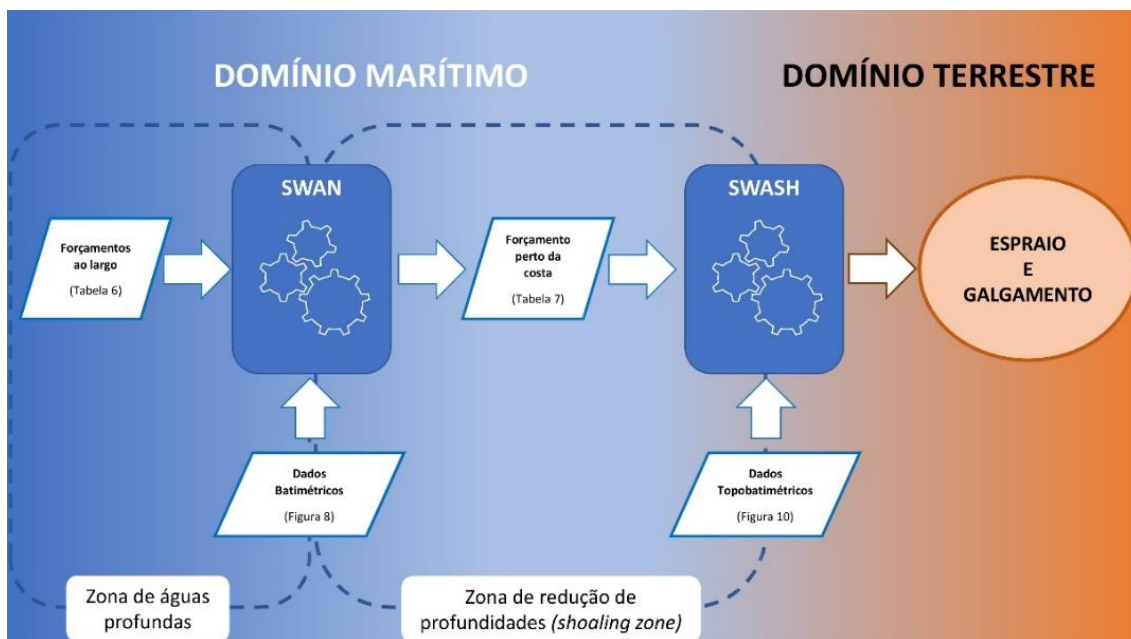 DOMÍNIO MARÍTIMO
DOMÍNIO TERRESTRE
SWAN
SWASH
Forçamentos
ao largo
(Tabela 6)
Forçamento
perto da
costa
(Tabela 7)
ESPRAIO
E
GALGAMENTO
Dados
Batimétricos
(Figura 8)
Dados
Topobatimétricos
(Figura 10)
Zona de águas
profundas
Zona de redução de
profundidades (shoaling zone)